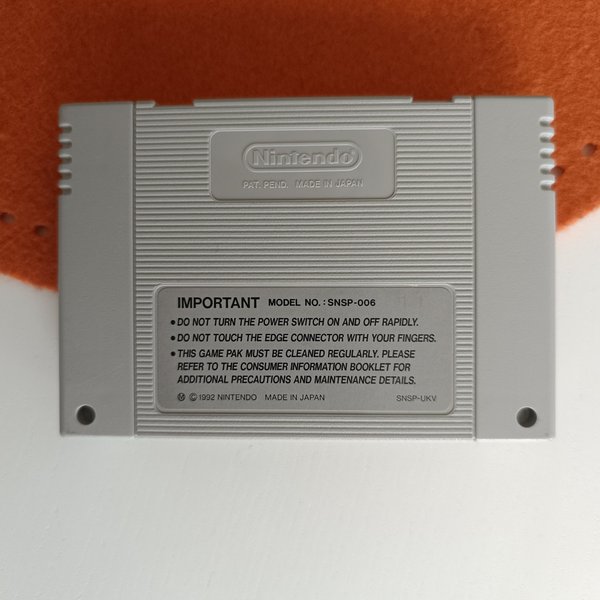 Nintendo
PAT. PEND. MADE IN JAPAN
IMPORTANT MODEL NO. : SNSP-006
• DO NOT TURN THE POWER SWITCH ON AND OFF RAPIDLY.
• DO NOT TOUCH THE EDGE CONNECTOR WITH YOUR FINGERS.
• THIS GAME PAK MUST BE CLEANED REGULARLY. PLEASE
REFER TO THE CONSUMER INFORMATION BOOKLET FOR
ADDITIONAL PRECAUTIONS AND MAINTENANCE DETAILS.
Ⓜ © 1992 NINTENDO MADE IN JAPAN SNSP-UKV